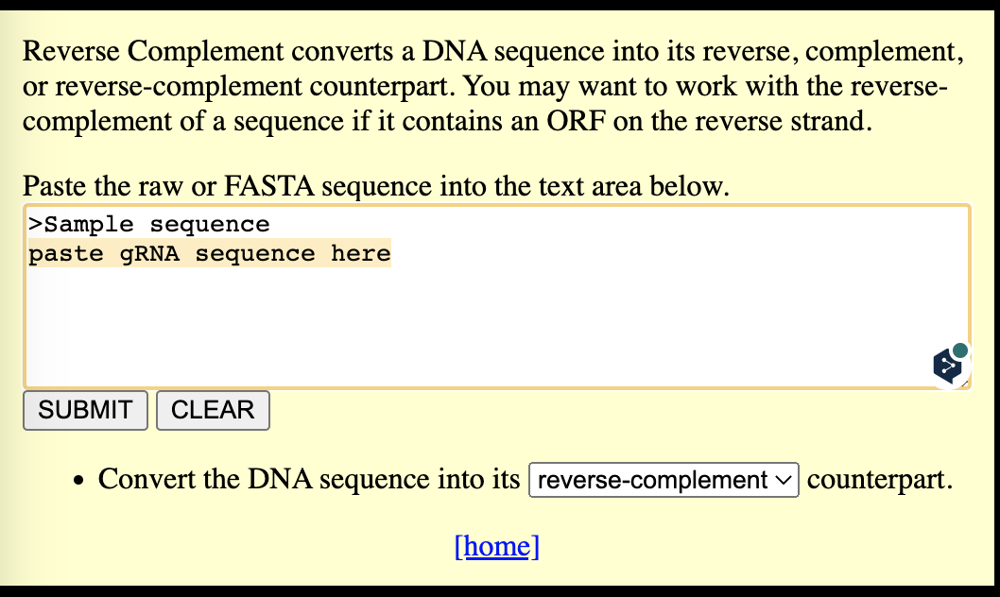 Reverse Complement converts a DNA sequence into its reverse, complement,
or reverse-complement counterpart. You may want to work with the reverse-
complement of a sequence if it contains an ORF on the reverse strand.
Paste the raw or FASTA sequence into the text area below.
>Sample sequence
paste gRNA sequence here
SUBMIT CLEAR
• Convert the DNA sequence into its reverse-complement counterpart.
[home]